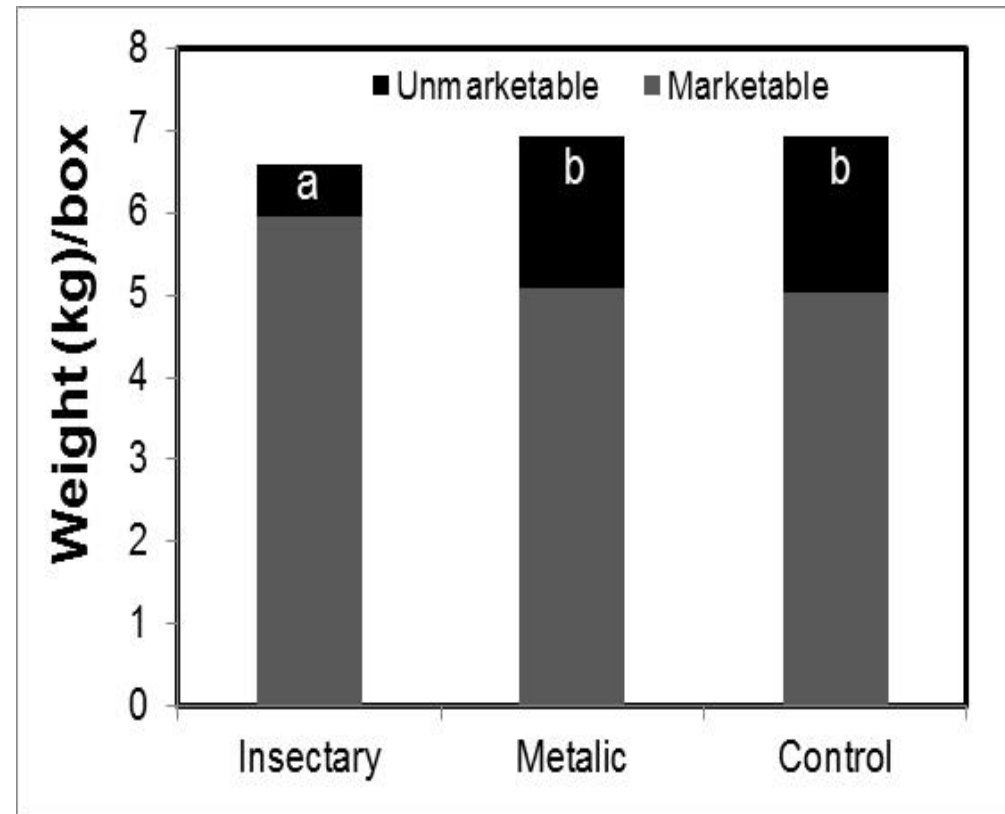 Weight (kg)/box
8
7
6
5
4
3
2
1
0
Unmarketable Marketable
a b b
Insectary Metalic Control